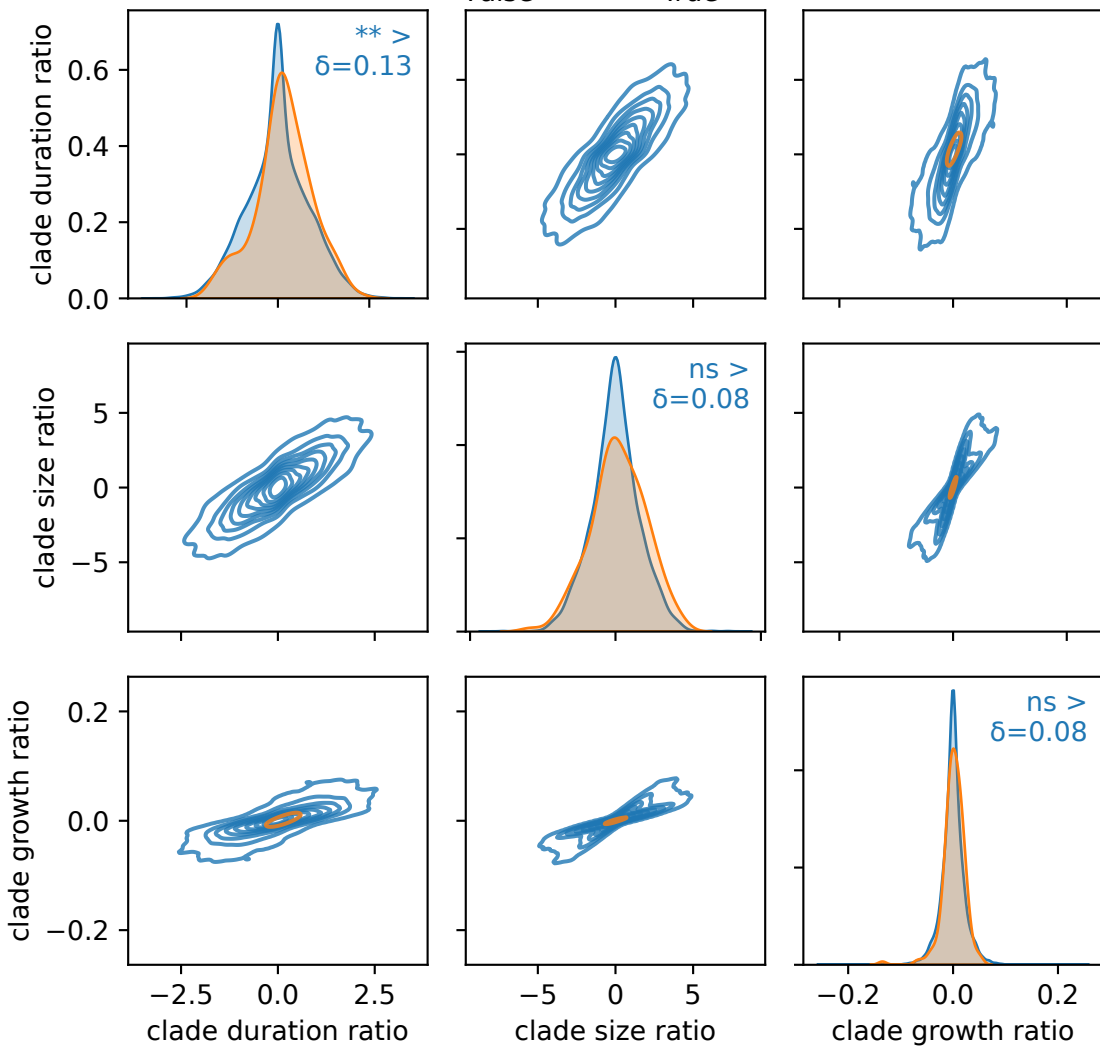 clade duration ratio
0.6
0.4
0.2
0.0
** >
δ=0.13
clade size ratio
5
0
−5
ns >
δ=0.08
clade growth ratio
0.2
0.0
−0.2
ns >
δ=0.08
−2.5
0.0
2.5
−5
0
5
−0.2
0.0
0.2
clade duration ratio
clade size ratio
clade growth ratio